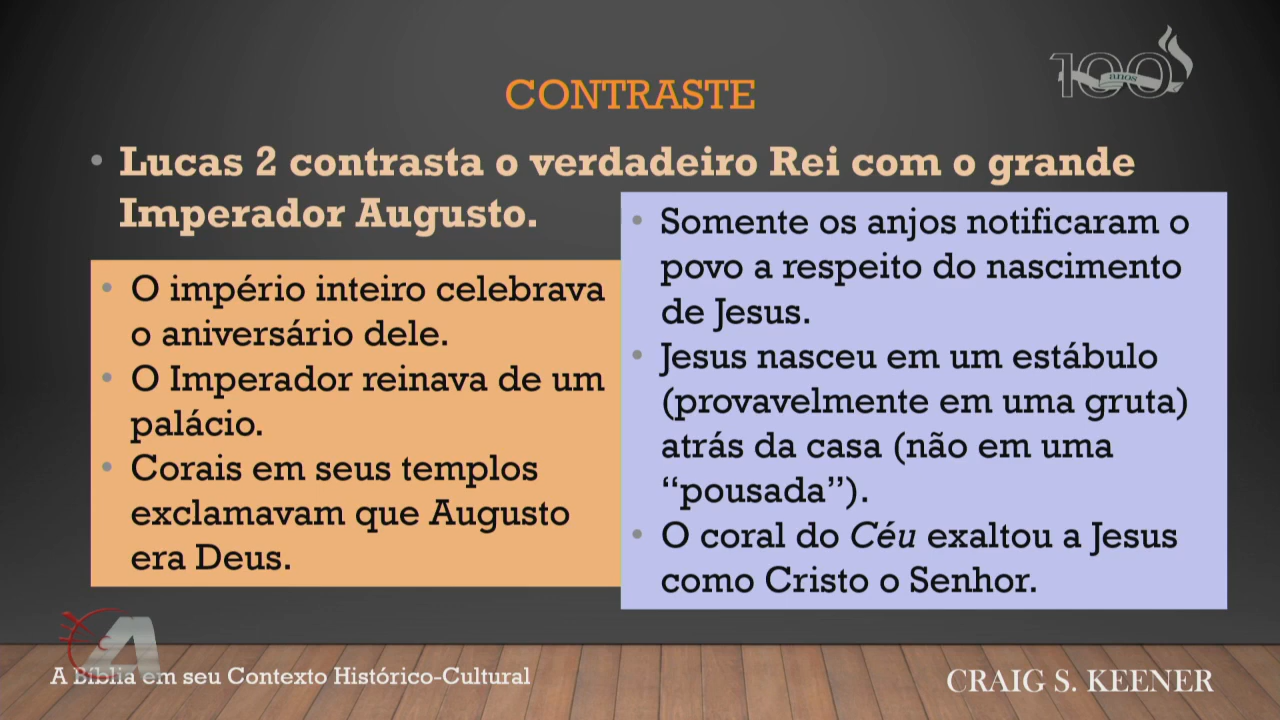 100
anos
CONTRASTE
• Lucas 2 contrasta o verdadeiro Rei com o grande
Imperador Augusto.
• O império inteiro celebrava
o aniversário dele.
• O Imperador reinava de um
palácio.
• Corais em seus templos
exclamavam que Augusto
era Deus.
• Somente os anjos notificaram o
povo a respeito do nascimento
de Jesus.
• Jesus nasceu em um estábulo
(provavelmente em uma gruta)
atrás da casa (não em uma
“pousada”).
• O coral do Céu exaltou a Jesus
como Cristo o Senhor.
A Bíblia em seu Contexto Histórico-Cultural
CRAIG S. KEENER